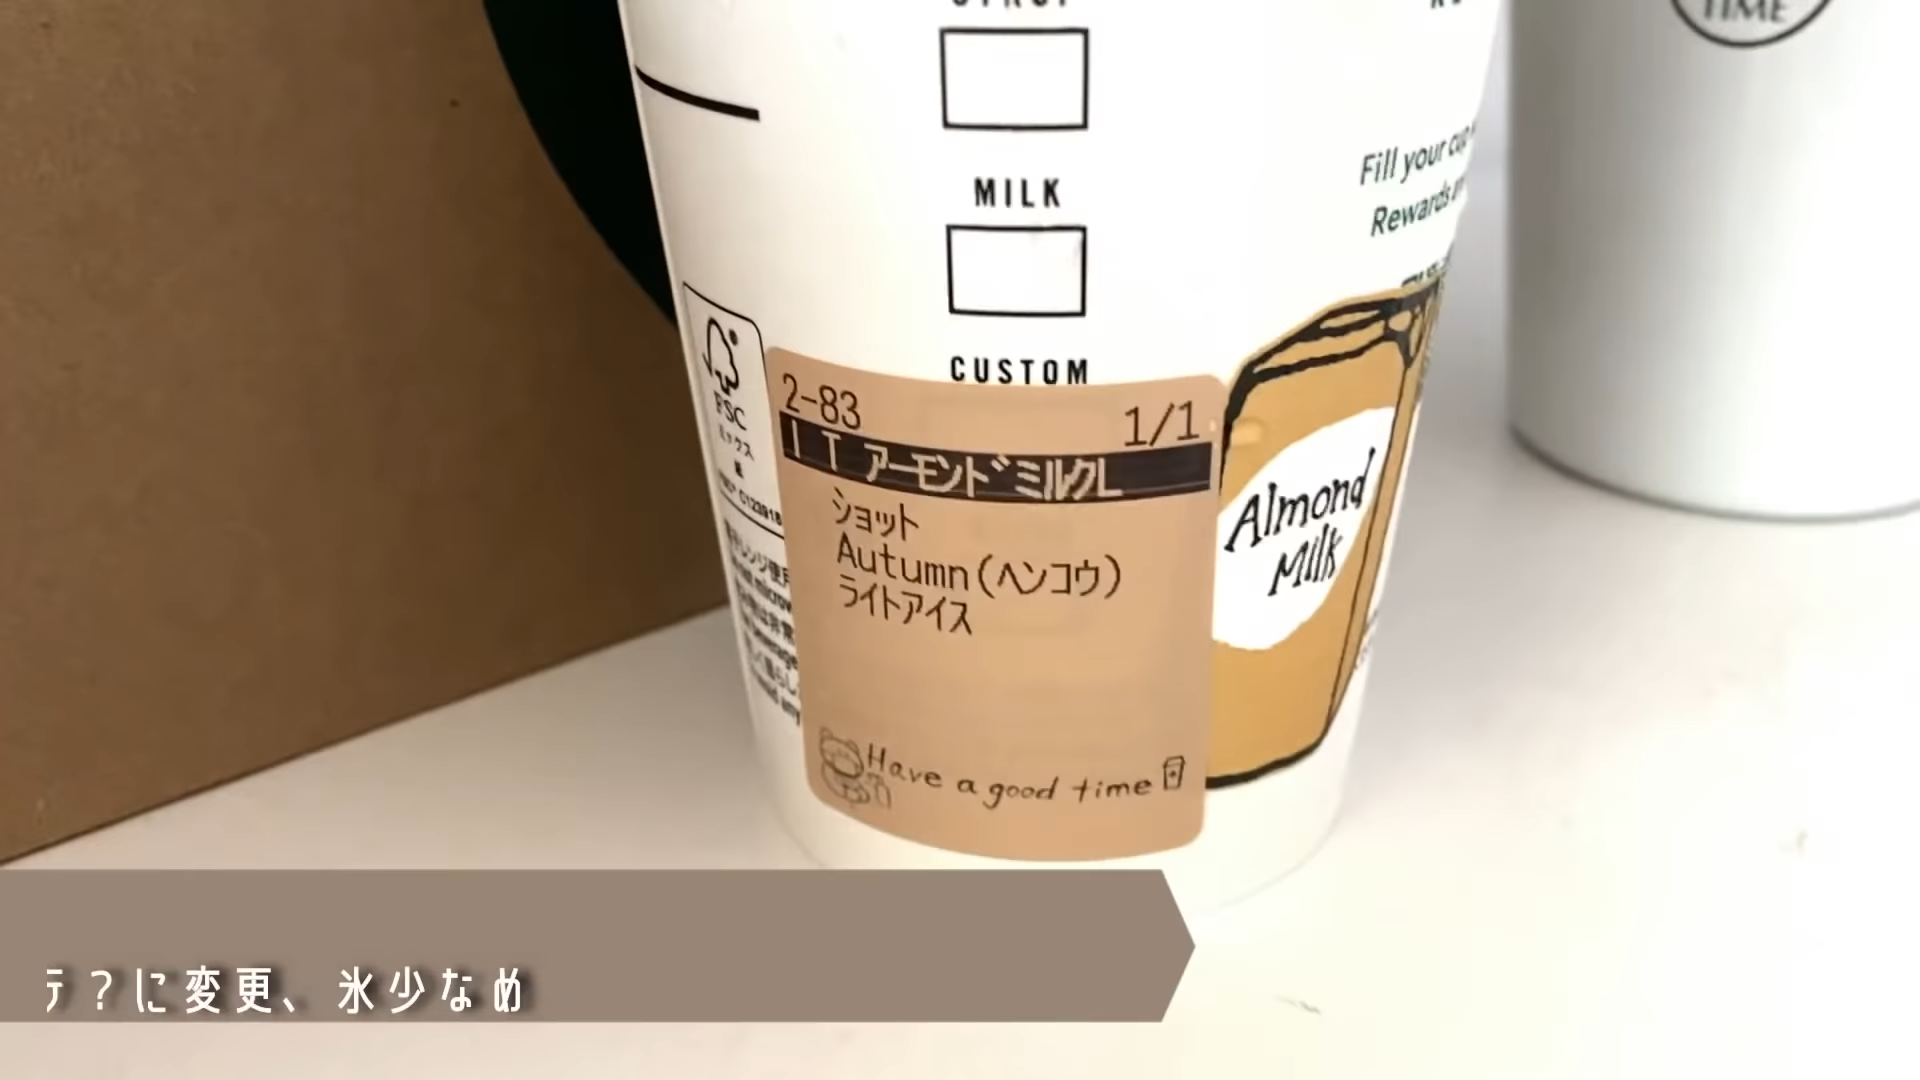 TIME
MILK
CUSTOM
Fill your cup
Rewards
FSC
ミックス
紙
2-83
1/1
I T アーモンドミルクL
ショット
Autumn(ヘンコウ)
ライトアイス
Have a good time
Almond
Milk
テ？に変更、氷少なめ